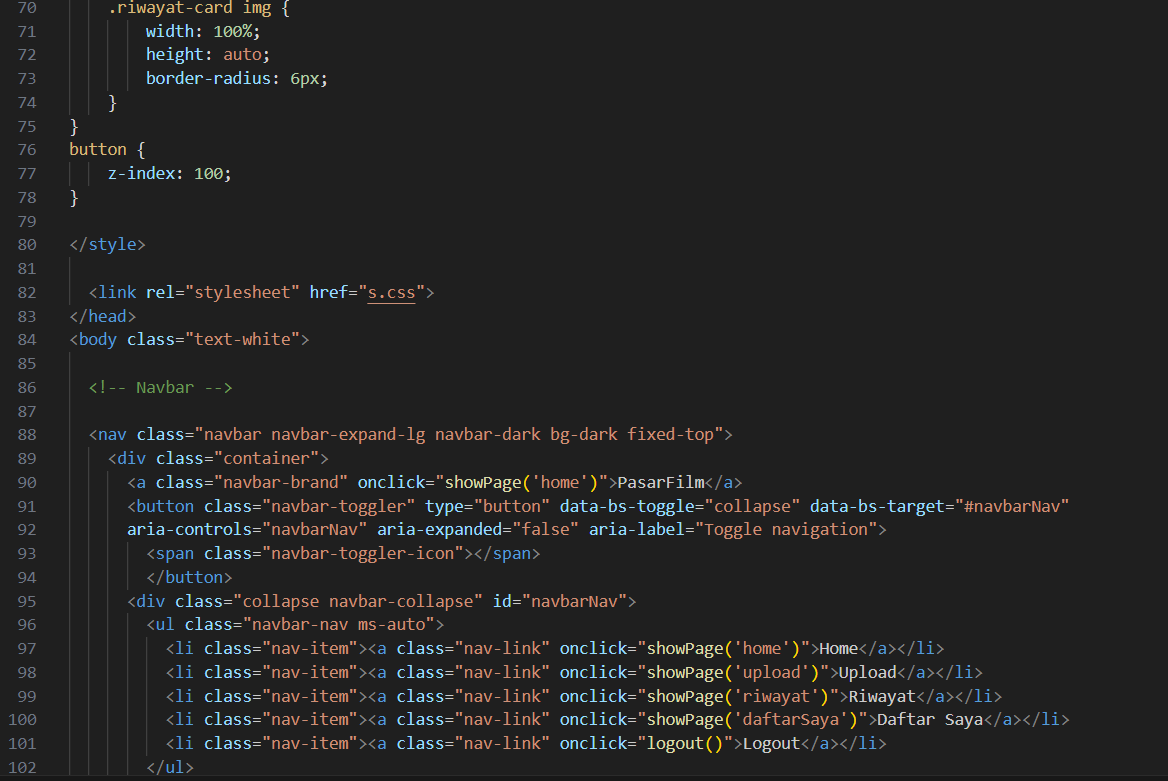 70 .riwayat-card img {
71 width: 100%;
72 height: auto;
73 border-radius: 6px;
74 }
75 }
76 button {
77 z-index: 100;
78 }
79
80 </style>
81
82 <link rel="stylesheet" href="s.css">
83 </head>
84 <body class="text-white">
85
86 <!-- Navbar -->
87
88 <nav class="navbar navbar-expand-lg navbar-dark bg-dark fixed-top">
89 <div class="container">
90 <a class="navbar-brand" onclick="showPage('home')">PasarFilm</a>
91 <button class="navbar-toggler" type="button" data-bs-toggle="collapse" data-bs-target="#navbarNav"
92 aria-controls="navbarNav" aria-expanded="false" aria-label="Toggle navigation">
93 <span class="navbar-toggler-icon"></span>
94 </button>
95 <div class="collapse navbar-collapse" id="navbarNav">
96 <ul class="navbar-nav ms-auto">
97 <li class="nav-item"><a class="nav-link" onclick="showPage('home')">Home</a></li>
98 <li class="nav-item"><a class="nav-link" onclick="showPage('upload')">Upload</a></li>
99 <li class="nav-item"><a class="nav-link" onclick="showPage('riwayat')">Riwayat</a></li>
100 <li class="nav-item"><a class="nav-link" onclick="showPage('daftarSaya')">Daftar Saya</a></li>
101 <li class="nav-item"><a class="nav-link" onclick="logout()">Logout</a></li>
102 </ul>